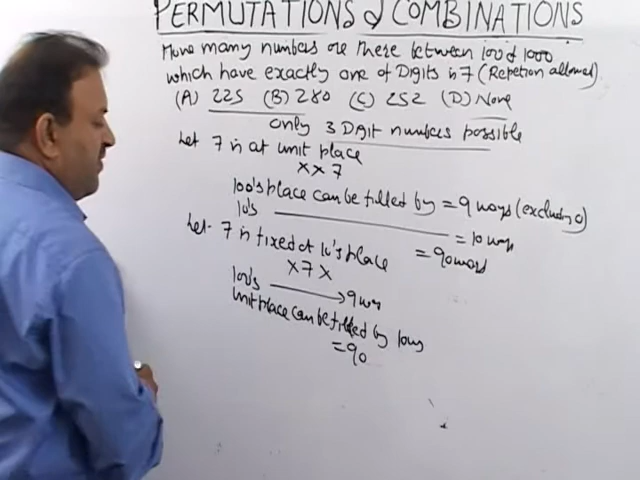 PERMUTATIONS & COMBINATIONS
How many numbers are there between 100 & 1000
which have exactly one of Digits is 7 (Repetion allowed)
(A) 225 (B) 280 (C) 252 (D) None
only 3 Digit numbers possible
Let 7 is at unit place
XX7
100's place can be filled by = 9 ways (excluding 0)
10's = 10 ways
= 90 ways
Let 7 is fixed at 10's place
X7X
100's → 9 ways
Unit place can be filled by 10 ways
= 90